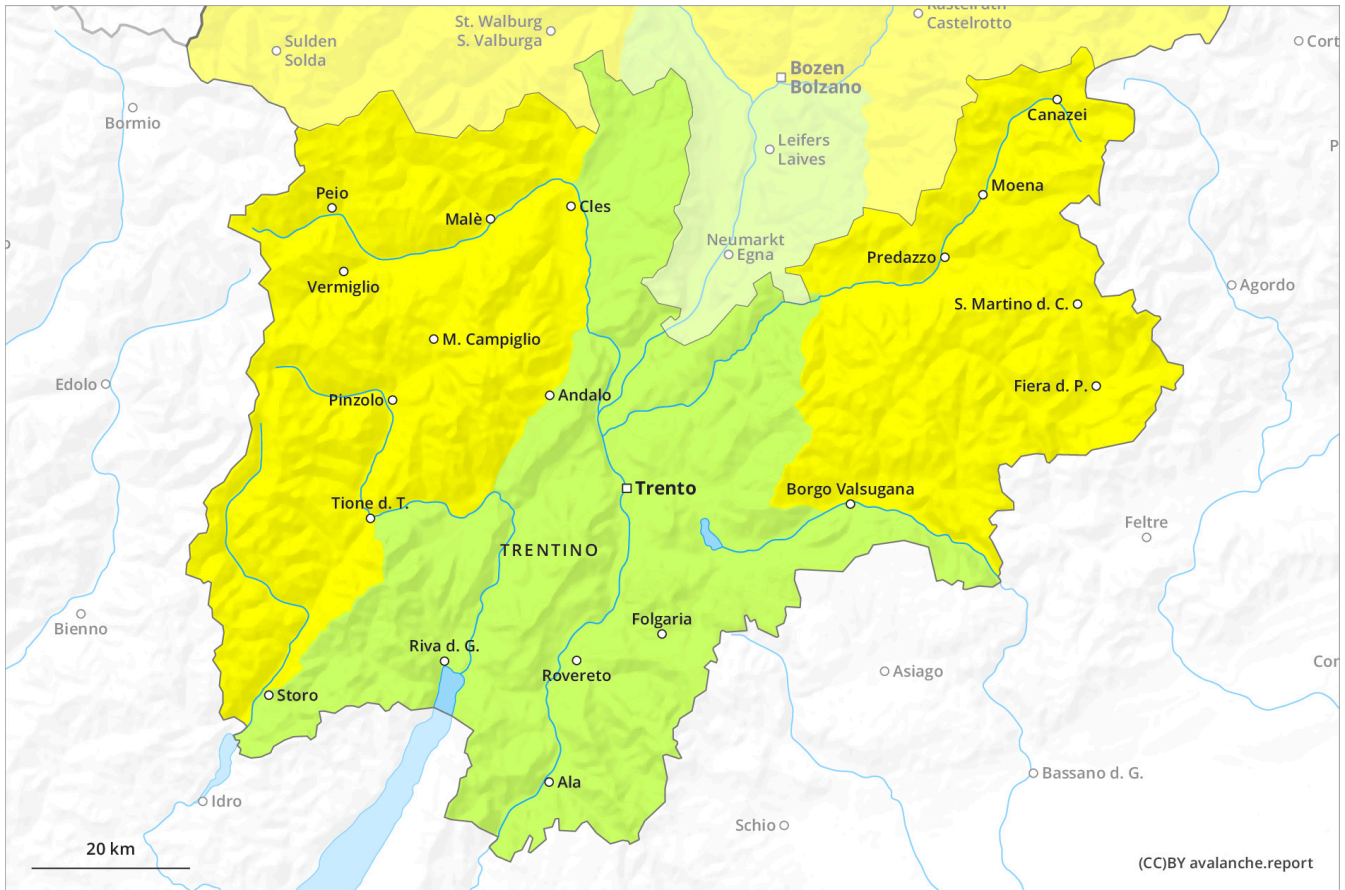 St. Walburg
S. Valburga
Castelrotto
Sulden
Solda
Cort
Bozen
Bolzano
Bormio
Canazei
Leifers
Laives
Moena
Peio
Malè
Cles
Neumarkt
Egna
Predazzo
Vermiglio
Agordo
S. Martino d. C.
M. Campiglio
Edolo
Fiera d. P.
Pinzolo
Andalo
Trento
Borgo Valsugana
Tione d. T.
Feltre
TRENTINO
Folgaria
Bienno
Riva d. G.
Asiago
Rovereto
Storo
Bassano d. G.
Ala
Idro
Schio
20 km
(CC)BY avalanche.report